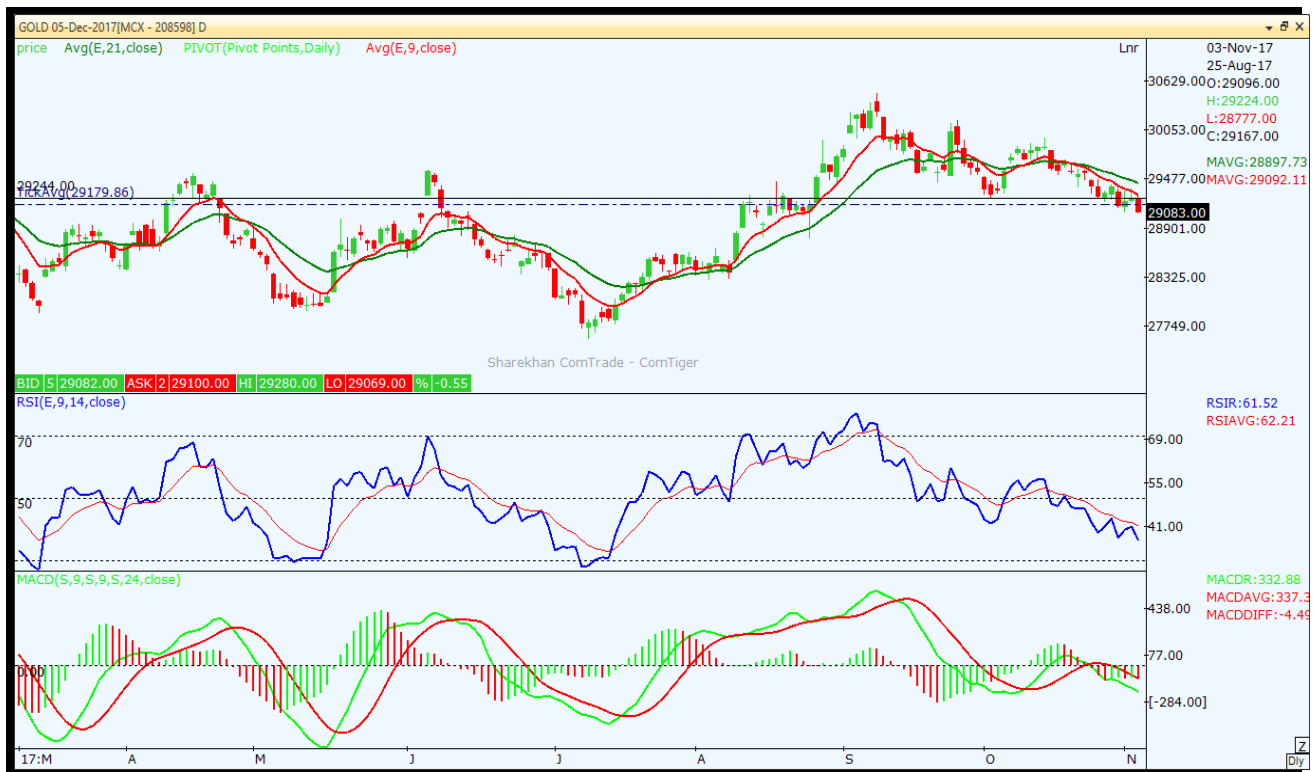 GOLD 05-Dec-2017[MCX - 208598] D
price Avg(E,21,close) PIVOT(Pivot Points,Daily) Avg(E,9,close) Lnr
03-Nov-17
25-Aug-17
O:29096.00
H:29224.00
L:28777.00
C:29167.00
MAVG:28897.73
MAVG:29092.11
30629.00
30053.00
29477.00
29083.00
28901.00
28325.00
27749.00
29244.00
TickAvg(29179.86)
Sharekhan ComTrade - ComTiger
BID 5 29082.00 ASK 2 29100.00 HI 29280.00 LO 29069.00 % -0.55
RSI(E,9,14,close)
RSIR:61.52
RSIAVG:62.21
70
50
69.00
55.00
41.00
MACD(S,9,S,9,S,24,close)
MACDR:332.88
MACDAVG:337.3
MACDDIFF:-4.49
438.00
77.00
[-284.00]
0.00
17:M A M J J A S O N
Z
Dly